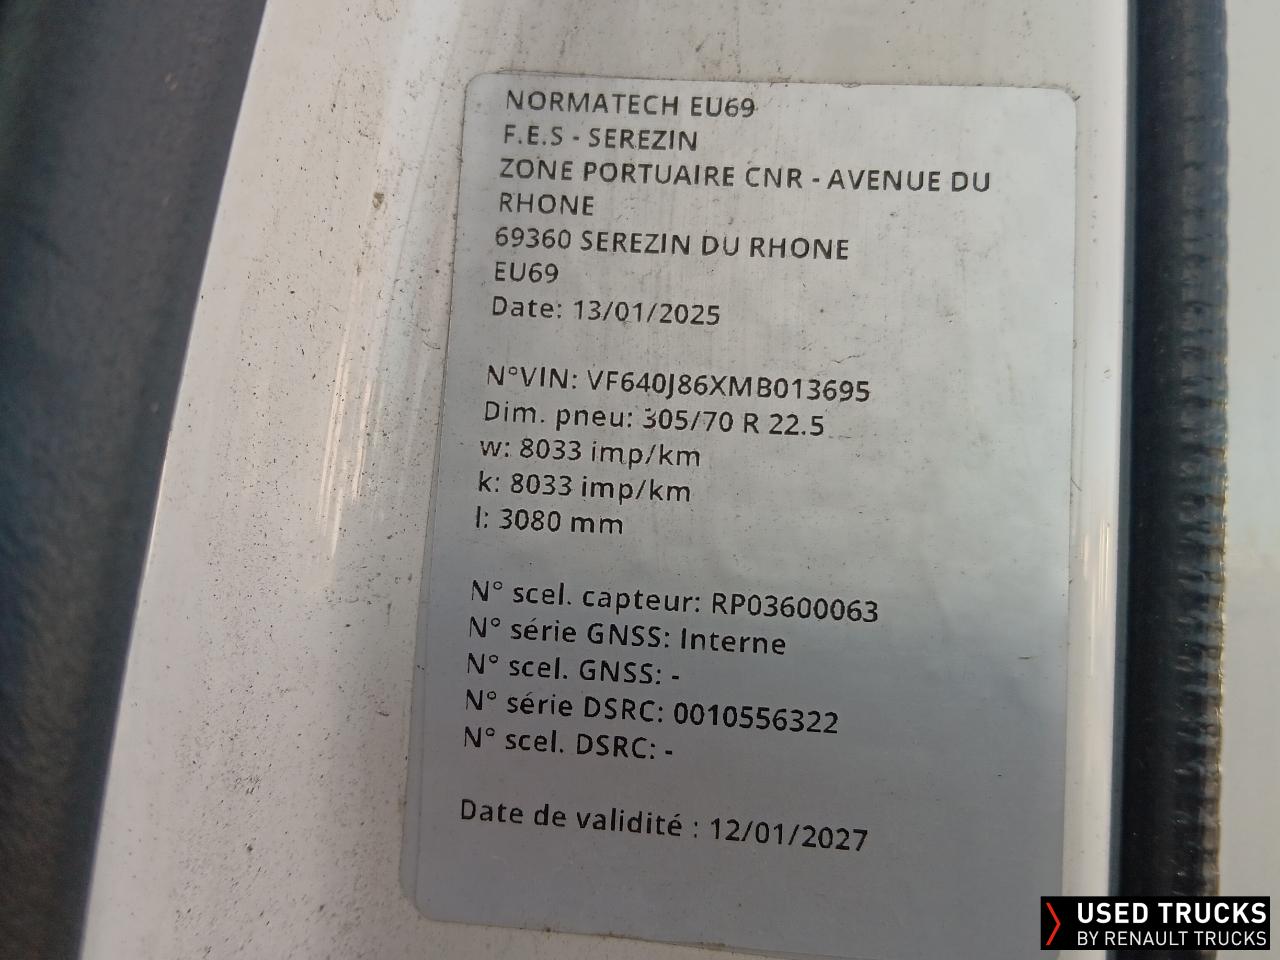 NORMATECH EU69
F.E.S - SEREZIN
ZONE PORTUAIRE CNR - AVENUE DU
RHONE
69360 SEREZIN DU RHONE
EU69
Date: 13/01/2025
N°VIN: VF640J86XMB013695
Dim. pneu: 305/70 R 22.5
w: 8033 imp/km
k: 8033 imp/km
l: 3080 mm
N° scel. capteur: RP03600063
N° série GNSS: Interne
N° scel. GNSS: -
N° série DSRC: 0010556322
N° scel. DSRC: -
Date de validité : 12/01/2027
USED TRUCKS
BY RENAULT TRUCKS